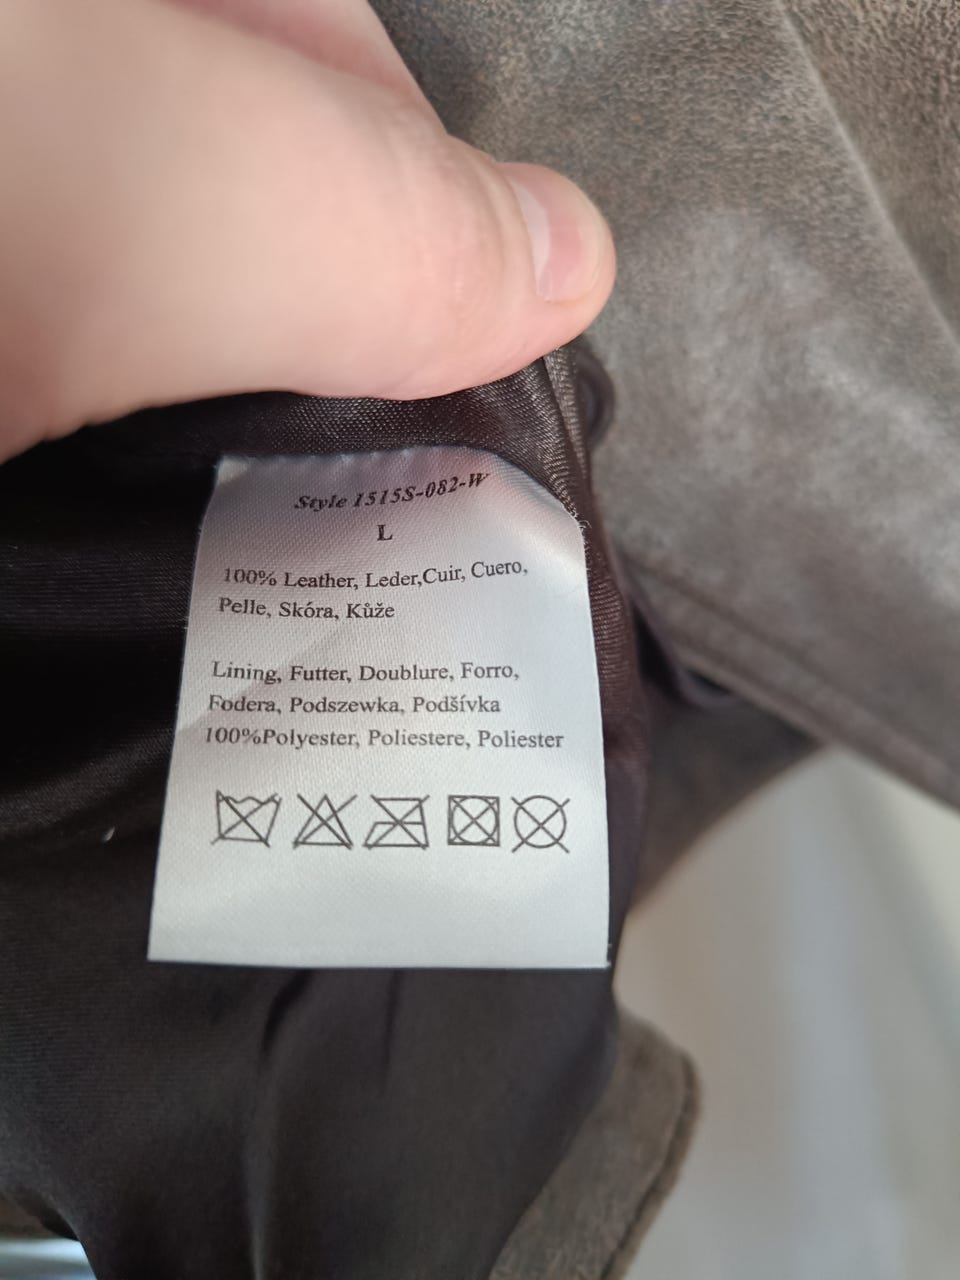 Style 1515S-082-W
L
100% Leather, Leder,Cuir, Cuero,
Pelle, Skóra, Kůže
Lining, Futter, Doublure, Forro,
Fodera, Podszewka, Podšívka
100%Polyester, Poliestere, Poliester